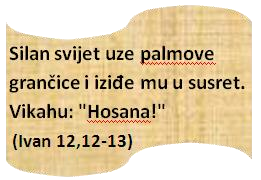 Silan svijet uze palmove
grančice i iziđe mu u susret.
Vikahu: "Hosana!"
(Ivan 12,12-13)